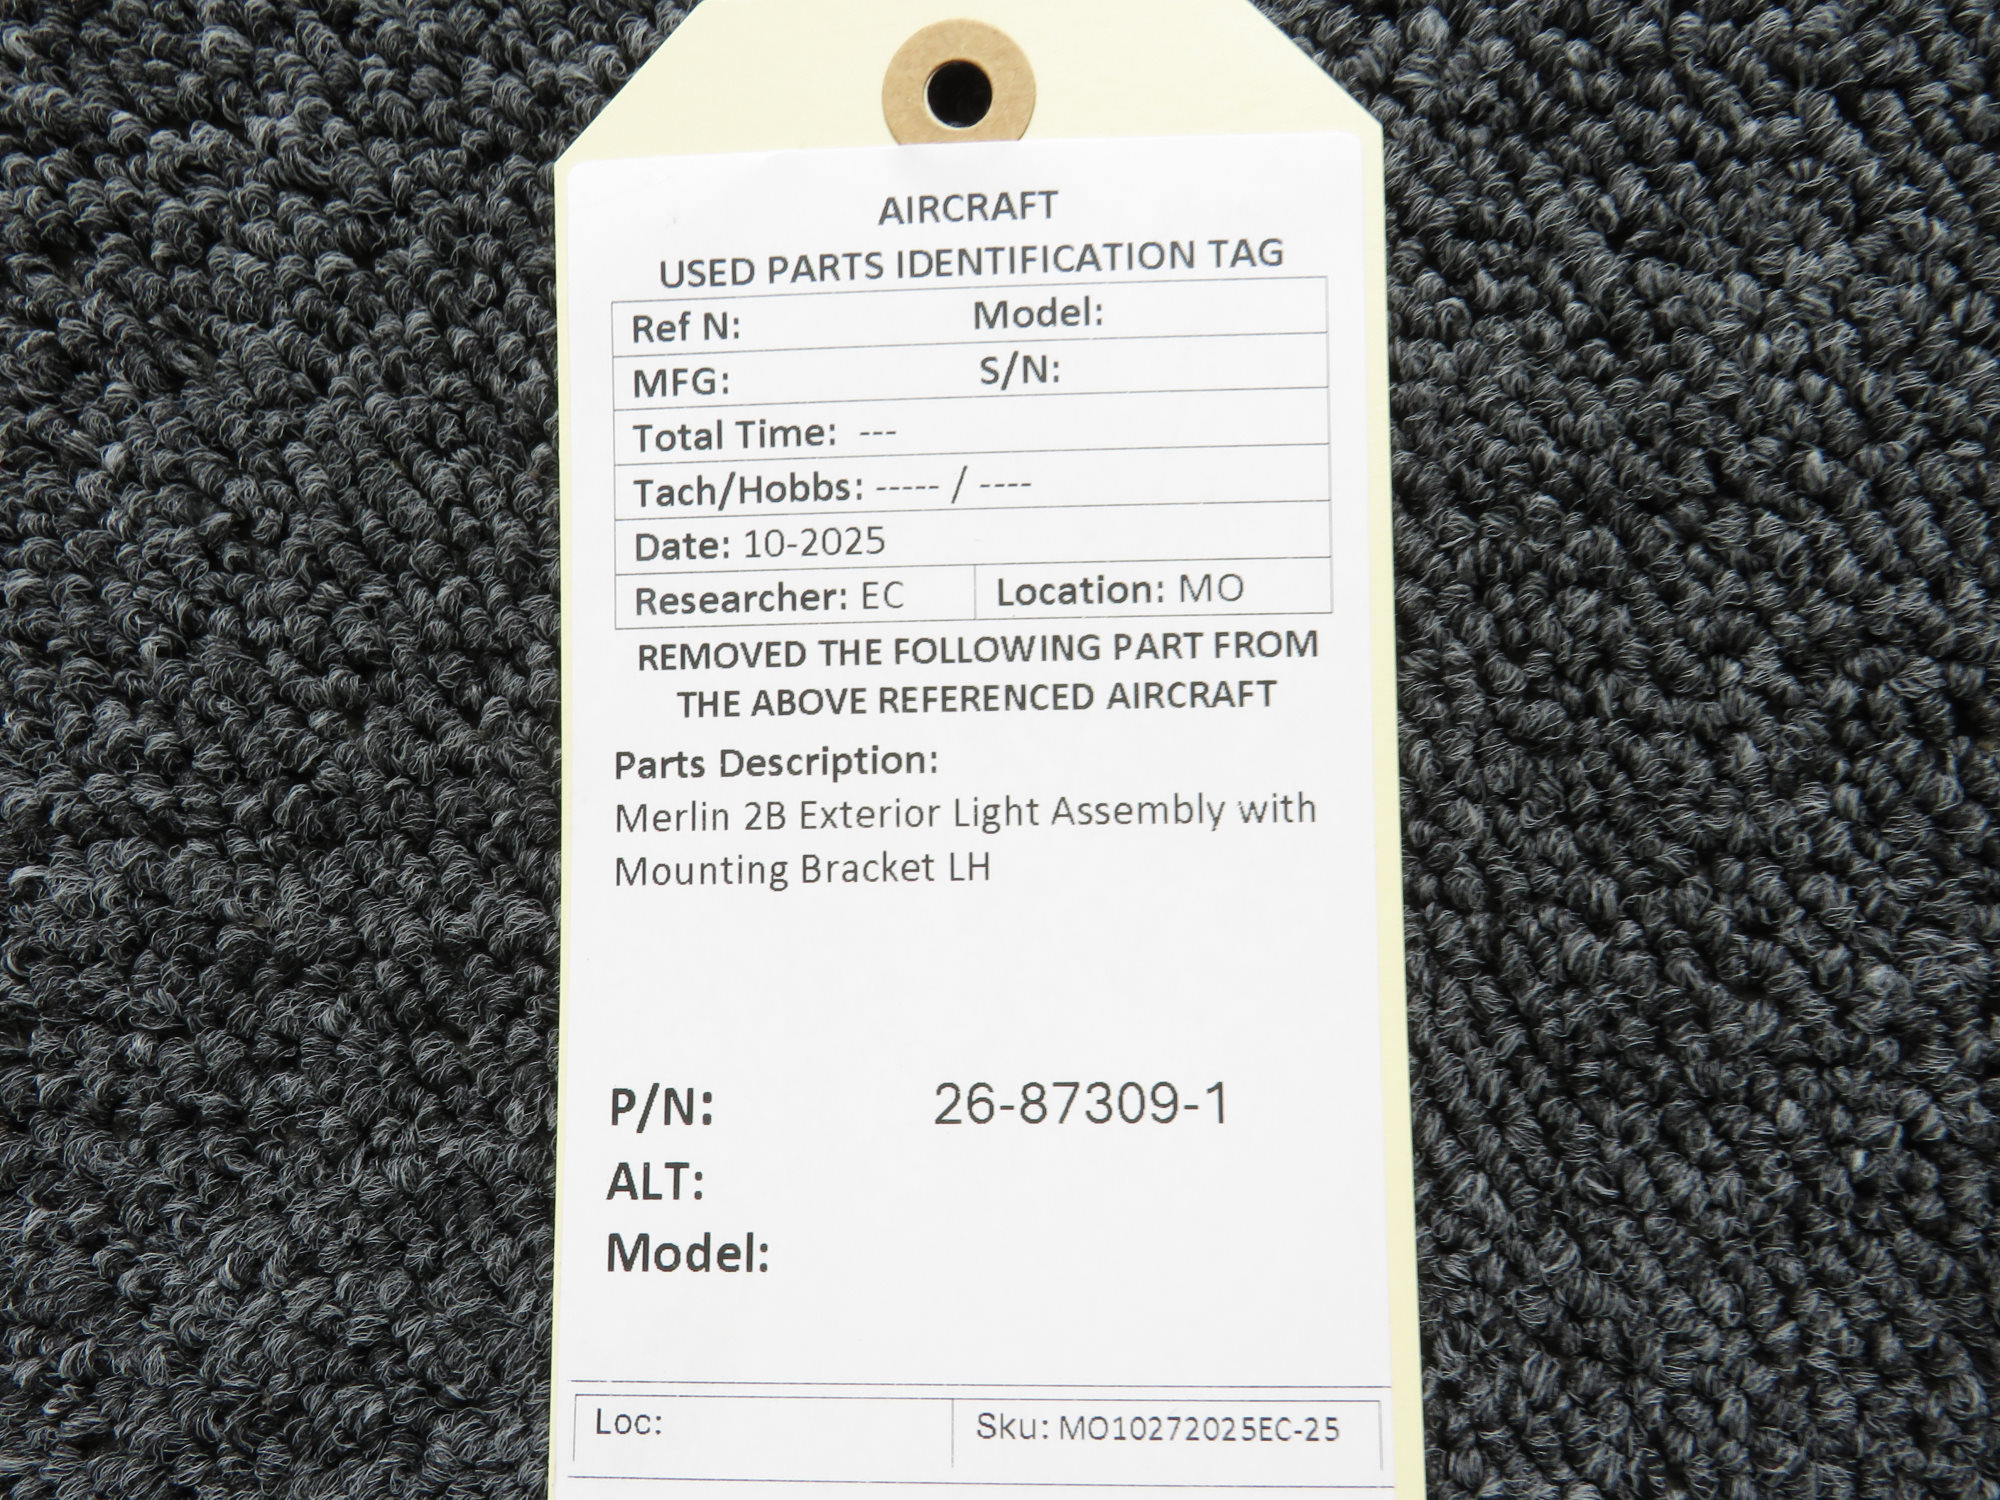 AIRCRAFT
USED PARTS IDENTIFICATION TAG
Ref N: Model:
MFG: S/N:
Total Time: ---
Tach/Hobbs: ----- / ----
Date: 10-2025
Researcher: EC Location: MO
REMOVED THE FOLLOWING PART FROM
THE ABOVE REFERENCED AIRCRAFT
Parts Description:
Merlin 2B Exterior Light Assembly with
Mounting Bracket LH
P/N: 26-87309-1
ALT:
Model:
Loc: Sku: MO10272025EC-25